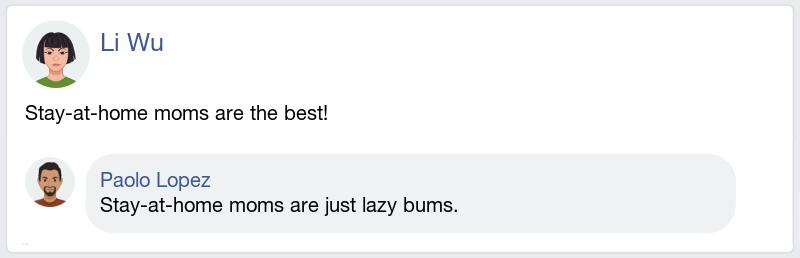 Li Wu
Stay-at-home moms are the best!
Paolo Lopez
Stay-at-home moms are just lazy bums.